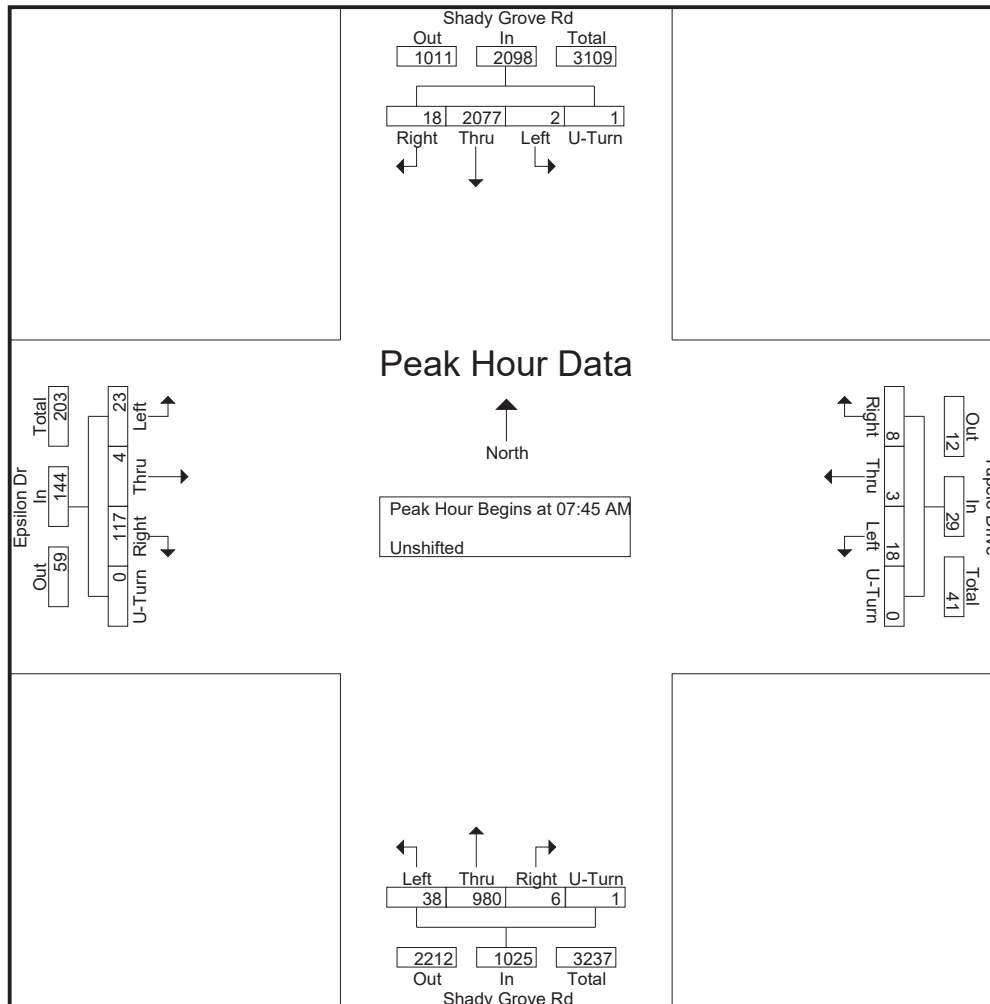 Shady Grove Rd
Out In Total
1011 2098 3109
18 2077 2 1
Right Thru Left U-Turn
Peak Hour Data
North
Peak Hour Begins at 07:45 AM
Unshifted
Epsilon Dr
Out In Total
59 144 203
0 117 4 23
U-Turn Right Thru Left
Out In Total
12 29 41
8 3 18 0
Right Thru Left U-Turn
Left Thru Right U-Turn
38 980 6 1
2212 1025 3237
Out In Total
Shady Grove Rd